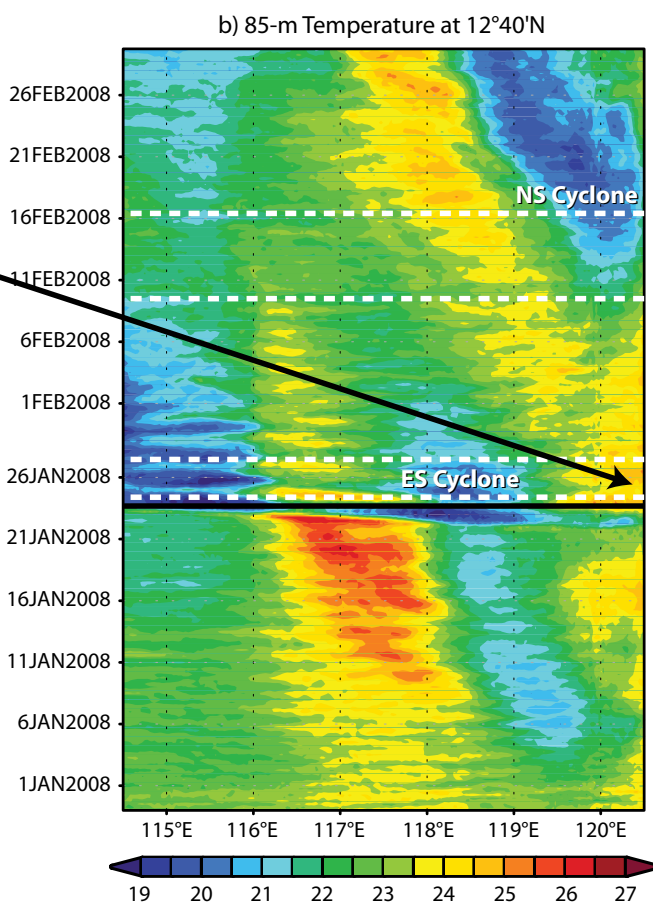 b) 85-m Temperature at 12°40'N
26FEB2008
21FEB2008
NS Cyclone
16FEB2008
11FEB2008
6FEB2008
1FEB2008
26JAN2008
ES Cyclone
21JAN2008
16JAN2008
11JAN2008
6JAN2008
1JAN2008
115°E 116°E 117°E 118°E 119°E 120°E
19 20 21 22 23 24 25 26 27